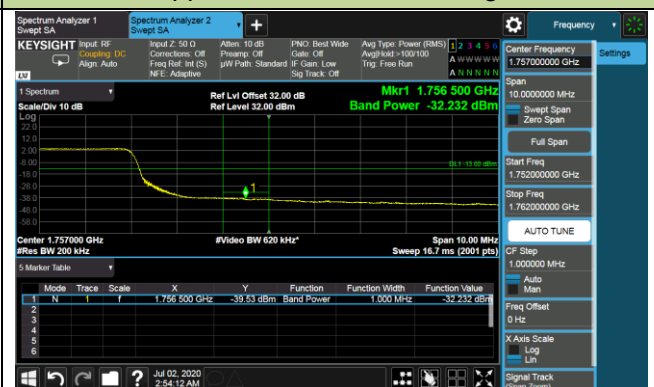 Spectrum Analyzer 1
Swept SA
Spectrum Analyzer 2
Swept SA
Frequency
KEYSIGHT
Input: RF
Coupling: DC
Align: Auto
Input Z: 50 Ω
Corrections: Off
Freq Ref: Int (S)
NFE: Adaptive
Atten: 10 dB
Preamp: Off
µW Path: Standard
PNO: Best Wide
Gate: Off
IF Gain: Low
Sig Track: Off
Avg Type: Power (RMS)
Avg|Hold:>100/100
Trig: Free Run
1 2 3 4 5 6
A W W W W W
A N N N N N
LXI
1 Spectrum
Scale/Div 10 dB
Ref Lvl Offset 32.00 dB
Ref Level 32.00 dBm
Mkr1 1.756 500 GHz
Band Power -32.232 dBm
Log
22.0
12.0
2.00
-8.00
-18.0
-28.0
-38.0
-48.0
-58.0
DL1 -13.00 dBm
1
Center 1.757000 GHz
#Res BW 200 kHz
#Video BW 620 kHz*
Span 10.00 MHz
Sweep 16.7 ms (2001 pts)
5 Marker Table
Mode Trace Scale X Y Function Function Width Function Value
1 N 1 f 1.756 500 GHz -39.53 dBm Band Power 1.000 MHz -32.232 dBm
2
3
4
5
6
Jul 02, 2020
2:54:12 AM
Center Frequency
1.757000000 GHz
Settings
Span
10.0000000 MHz
Swept Span
Zero Span
Full Span
Start Freq
1.752000000 GHz
Stop Freq
1.762000000 GHz
AUTO TUNE
CF Step
1.000000 MHz
Auto
Man
Freq Offset
0 Hz
X Axis Scale
Log
Lin
Signal Track